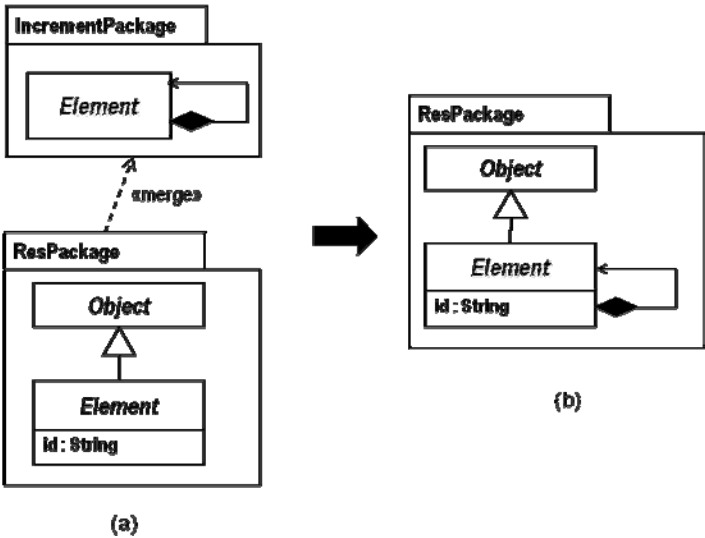 IncrementPackage
Element
«merge»
ResPackage
Object
Element
id : String
(a)
ResPackage
Object
Element
id : String
(b)